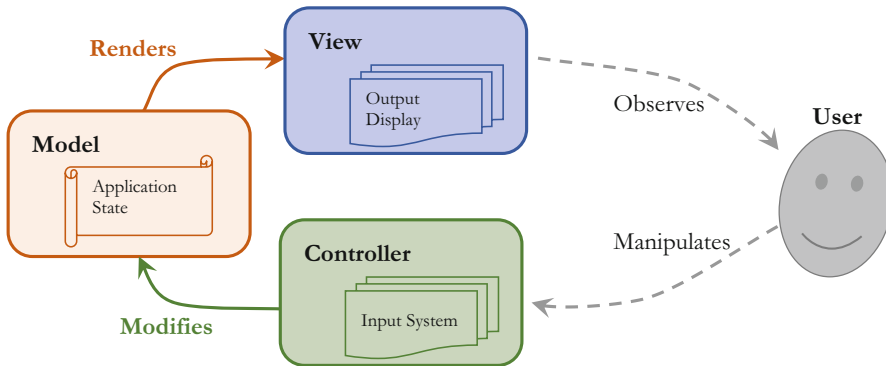 View
Renders
Output
Display
Observes
User
Model
Application
State
Controller
Manipulates
Input System
Modifies